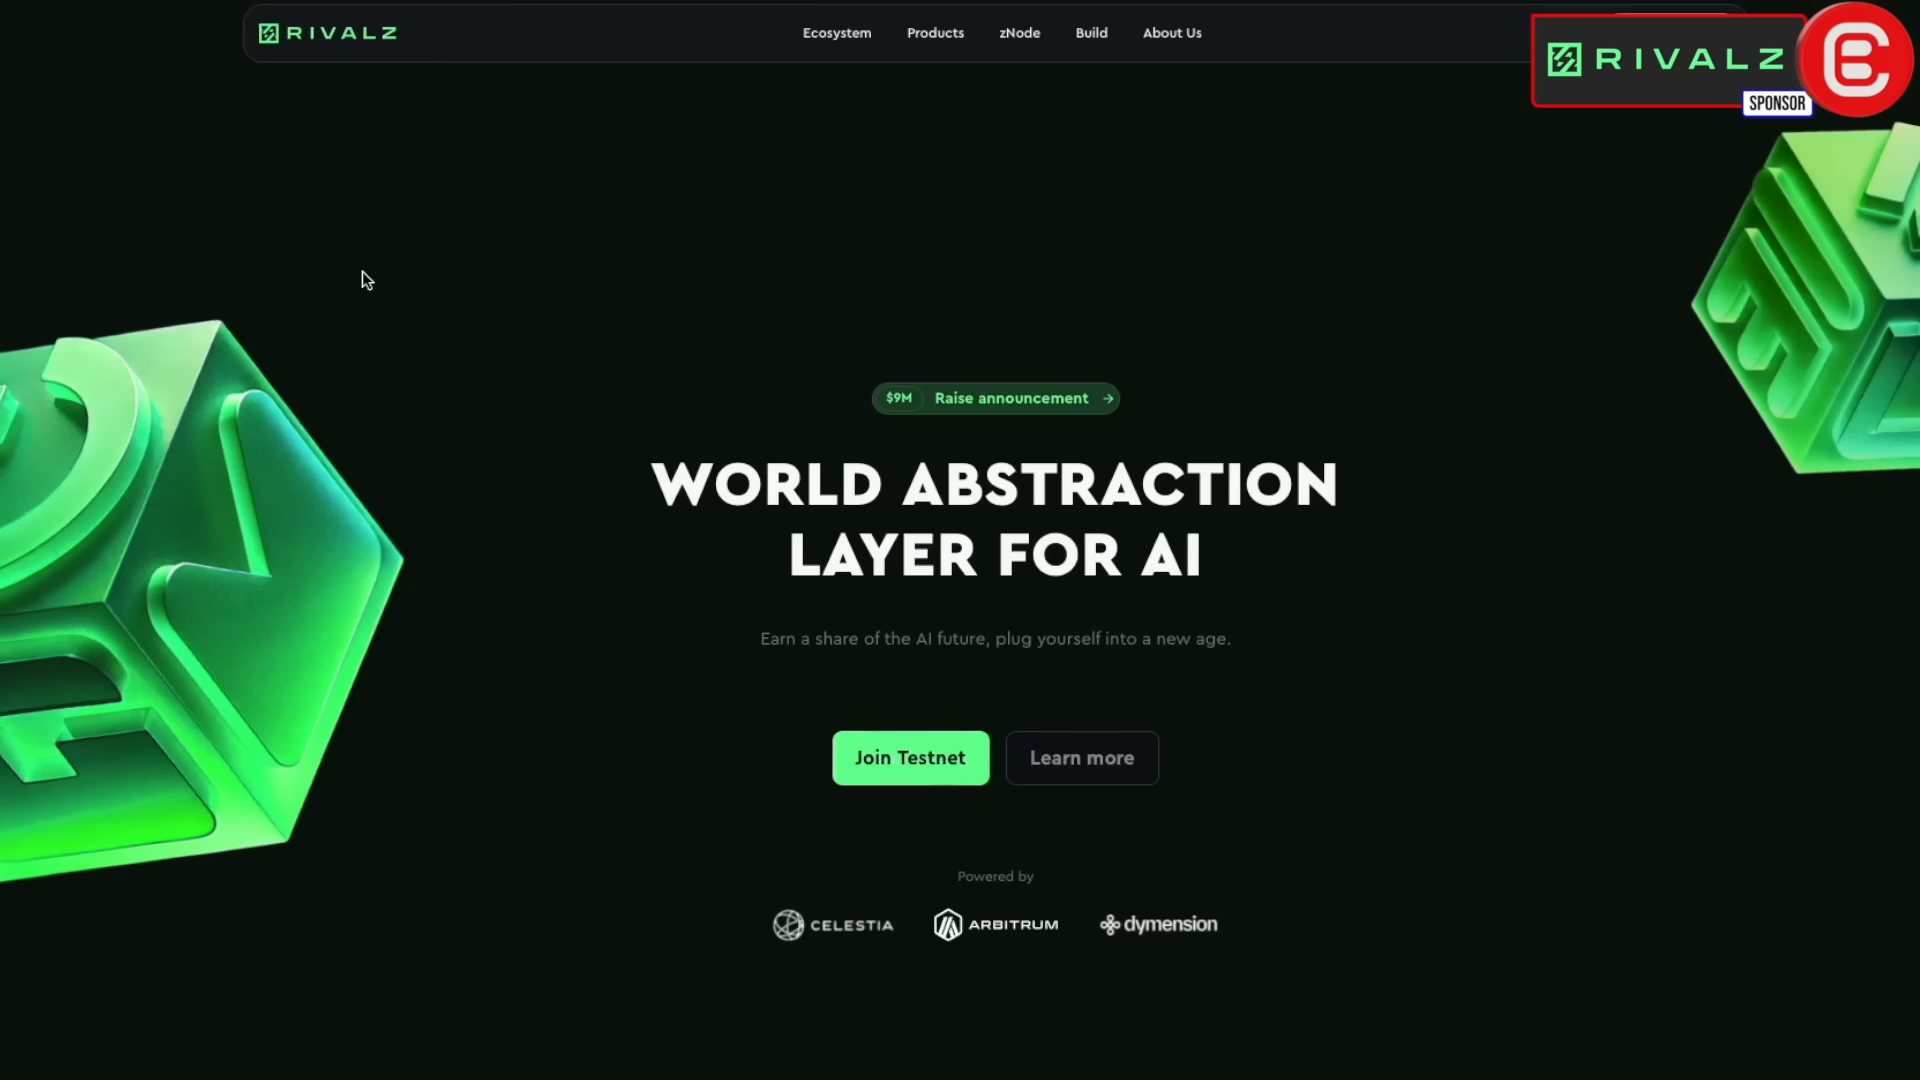 RIVALZ
Ecosystem
Products
zNode
Build
About Us
RIVALZ
SPONSOR
$9M Raise announcement
WORLD ABSTRACTION
LAYER FOR AI
Earn a share of the AI future, plug yourself into a new age.
Join Testnet
Learn more
Powered by
CELESTIA
ARBITRUM
dymension